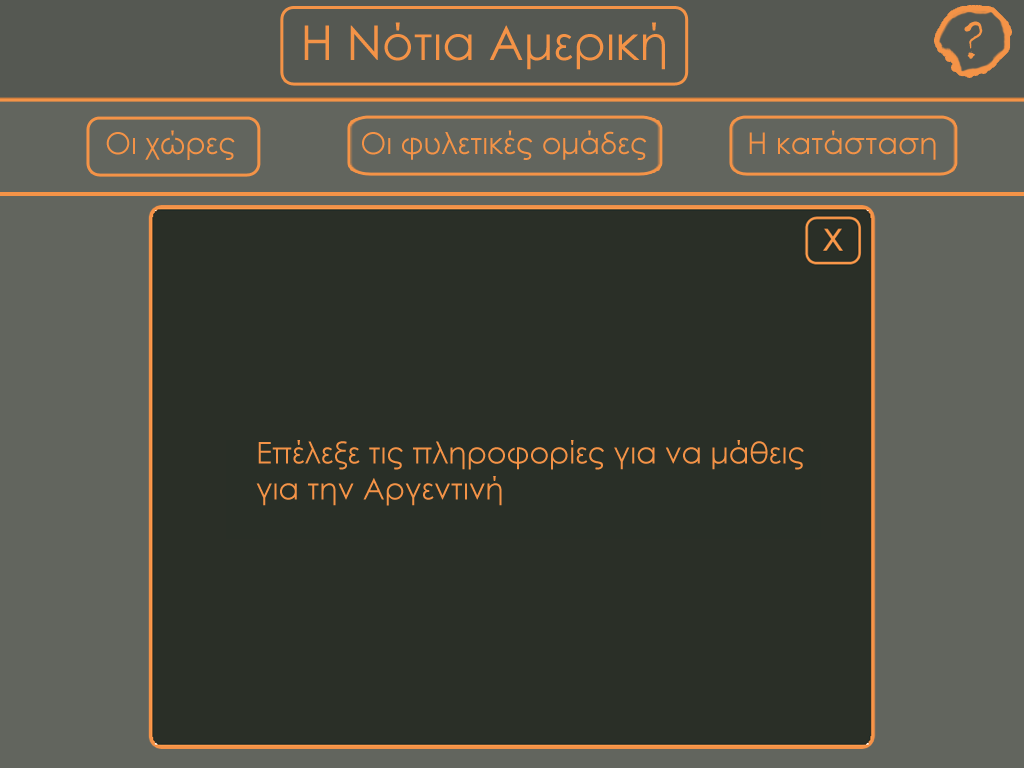 Η Νότια Αμερική
?
Οι χώρες
Οι φυλετικές ομάδες
Η κατάσταση
X
Επέλεξε τις πληροφορίες για να μάθεις
για την Αργεντινή